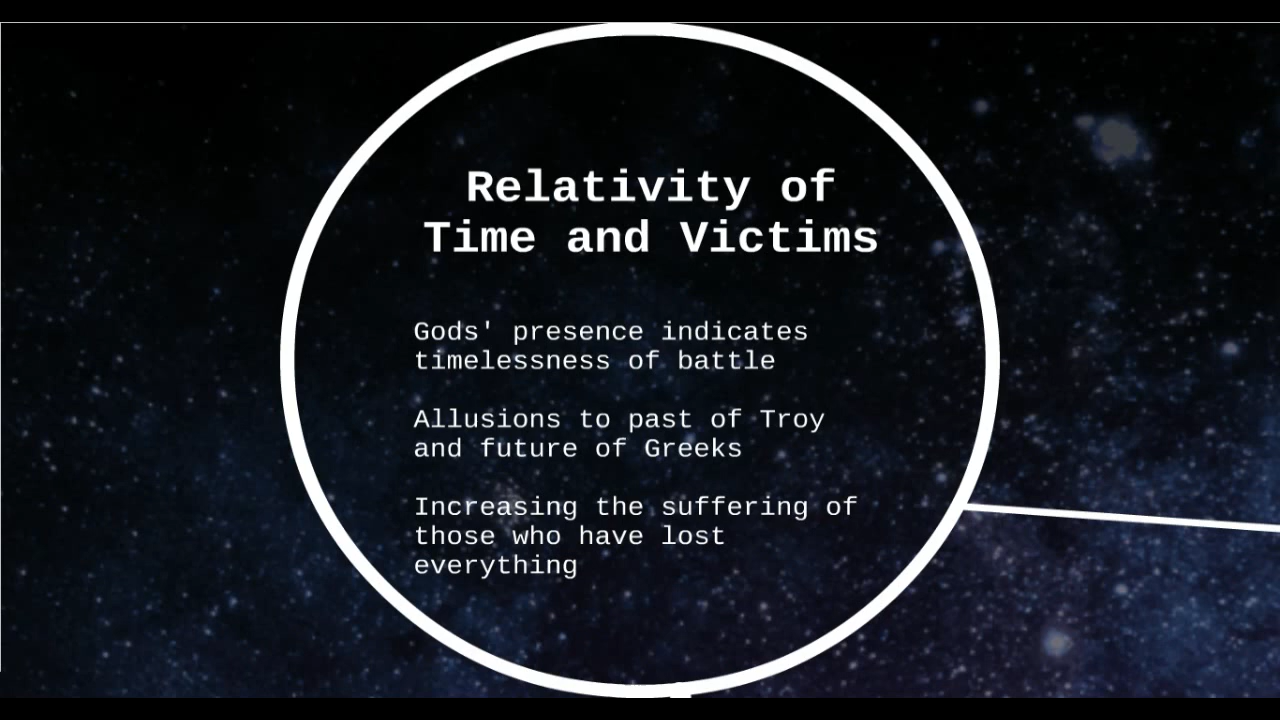 Relativity of
Time and Victims
Gods' presence indicates
timelessness of battle
Allusions to past of Troy
and future of Greeks
Increasing the suffering of
those who have lost
everything